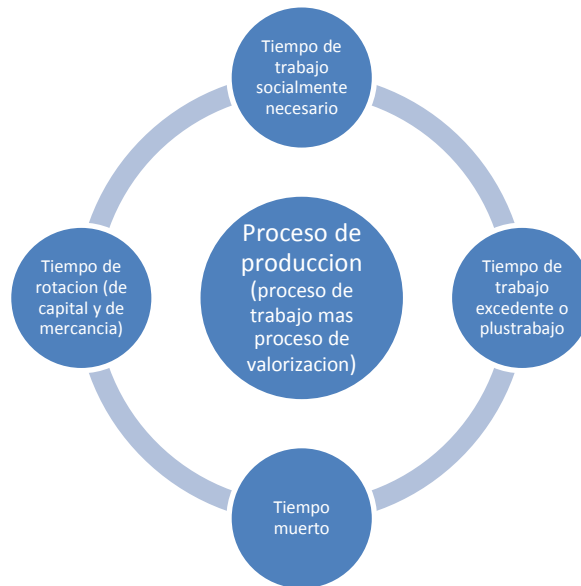 Tiempo de
trabajo
socialmente
necesario
Proceso de
produccion
(proceso de
trabajo mas
proceso de
valorizacion)
Tiempo de
rotacion (de
capital y de
mercancia)
Tiempo de
trabajo
excedente o
plustrabajo
Tiempo
muerto